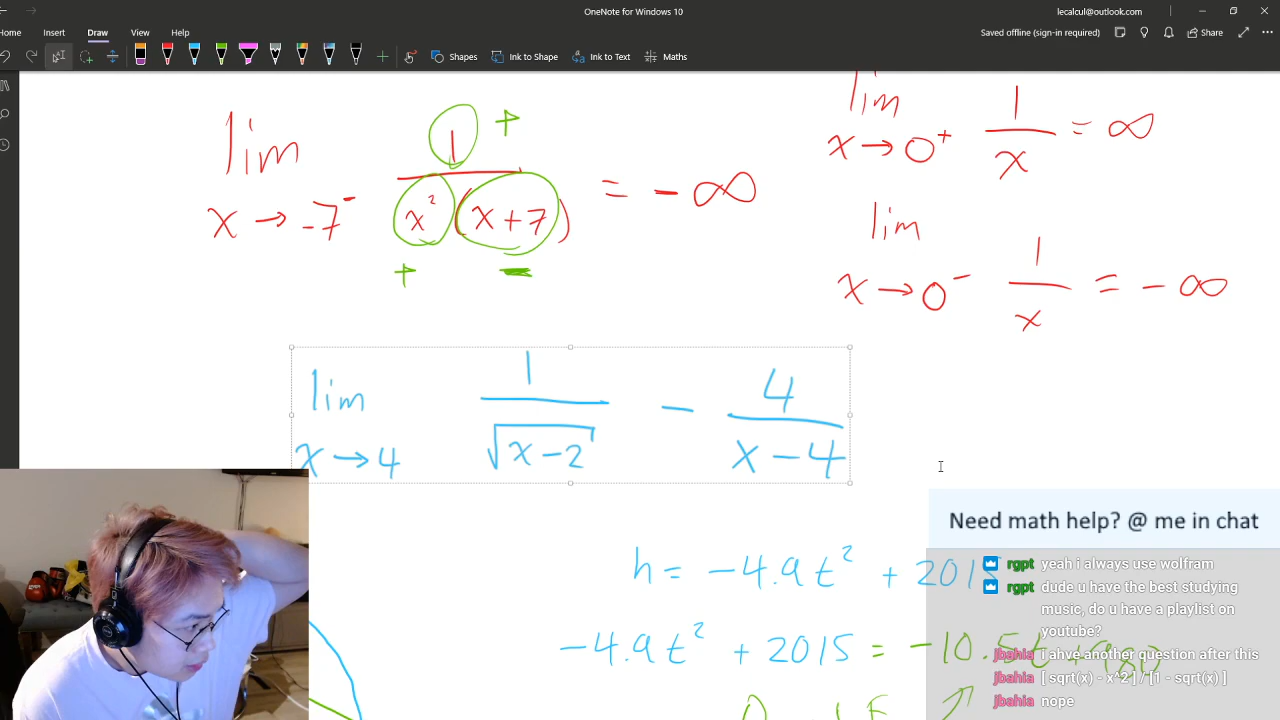 OneNote for Windows 10
lecalcul@outlook.com
Home Insert Draw View Help
Saved offline (sign-in required)
Share
Shapes
Ink to Shape
Ink to Text
Maths
lim x → -7⁻ 1 / x² (x + 7) = - ∞
+
+ -
lim x → 0⁺ 1 / x = ∞
lim x → 0⁻ 1 / x = - ∞
lim x → 4 1 / √x - 2 - 4 / x - 4
Need math help? @ me in chat
h = -4.9t² + 2015
-4.9t² + 2015 = -10.5t + 980
rgpt yeah i always use wolfram
rgpt dude u have the best studying
music, do u have a playlist on
youtube?
jbahia i ahve another question after this
jbahia [ sqrt(x) - x^2 ] / [1 - sqrt(x) ]
jbahia nope